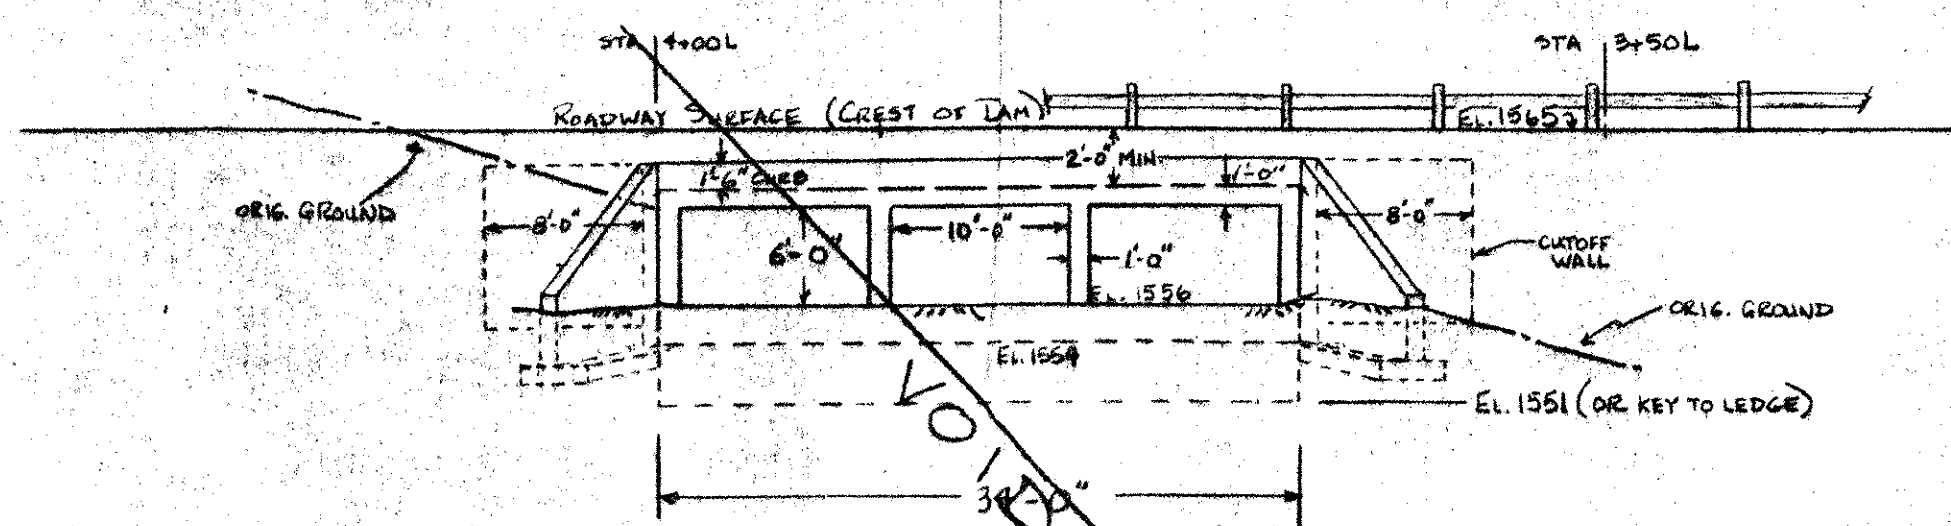 STA 4+00L
STA 3+50L
ROADWAY SURFACE (CREST OF DAM)
2'-0" MIN.
1'-6" CURB
1'-0"
ORIG. GROUND
8'-0"
10'-0"
8'-0"
6'-0"
1'-0"
CUTOFF
WALL
EL. 1556
ORIG. GROUND
EL. 1554
EL. 1551 (OR KEY TO LEDGE)
VOID
34'-0"